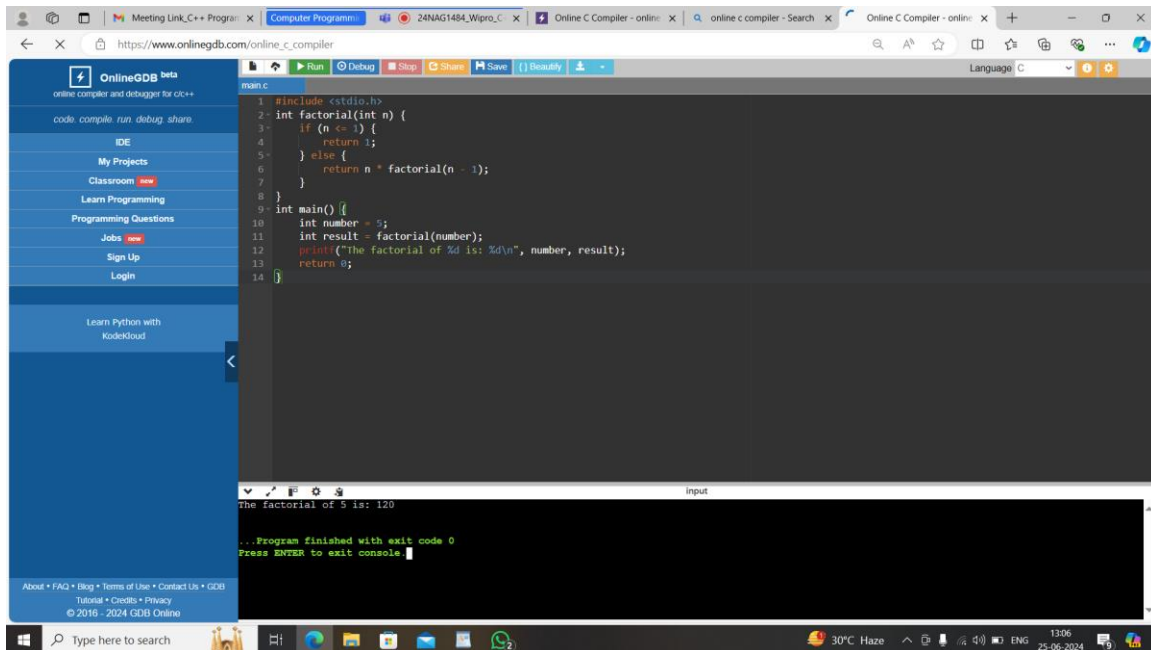 Meeting Link_C++ Program
Computer Programmi
24NAG1484_Wipro_C
Online C Compiler - online
online c compiler - Search
Online C Compiler - online
https://www.onlinegdb.com/online_c_compiler
OnlineGDB beta
online compiler and debugger for c/c++
code. compile. run. debug. share.
IDE
My Projects
Classroom new
Learn Programming
Programming Questions
Jobs new
Sign Up
Login
Learn Python with
KodeKloud
About • FAQ • Blog • Terms of Use • Contact Us • GDB
Tutorial • Credits • Privacy
© 2016 - 2024 GDB Online
Run Debug Stop Share Save { } Beautify
Language C
main.c
1 #include <stdio.h>
2 int factorial(int n) {
3     if (n <= 1) {
4         return 1;
5     } else {
6         return n * factorial(n - 1);
7     }
8 }
9 int main() {
10     int number = 5;
11     int result = factorial(number);
12     printf("The factorial of %d is: %d\n", number, result);
13     return 0;
14 }
input
The factorial of 5 is: 120
...Program finished with exit code 0
Press ENTER to exit console.
Type here to search
30°C Haze
ENG
13:06
25-06-2024